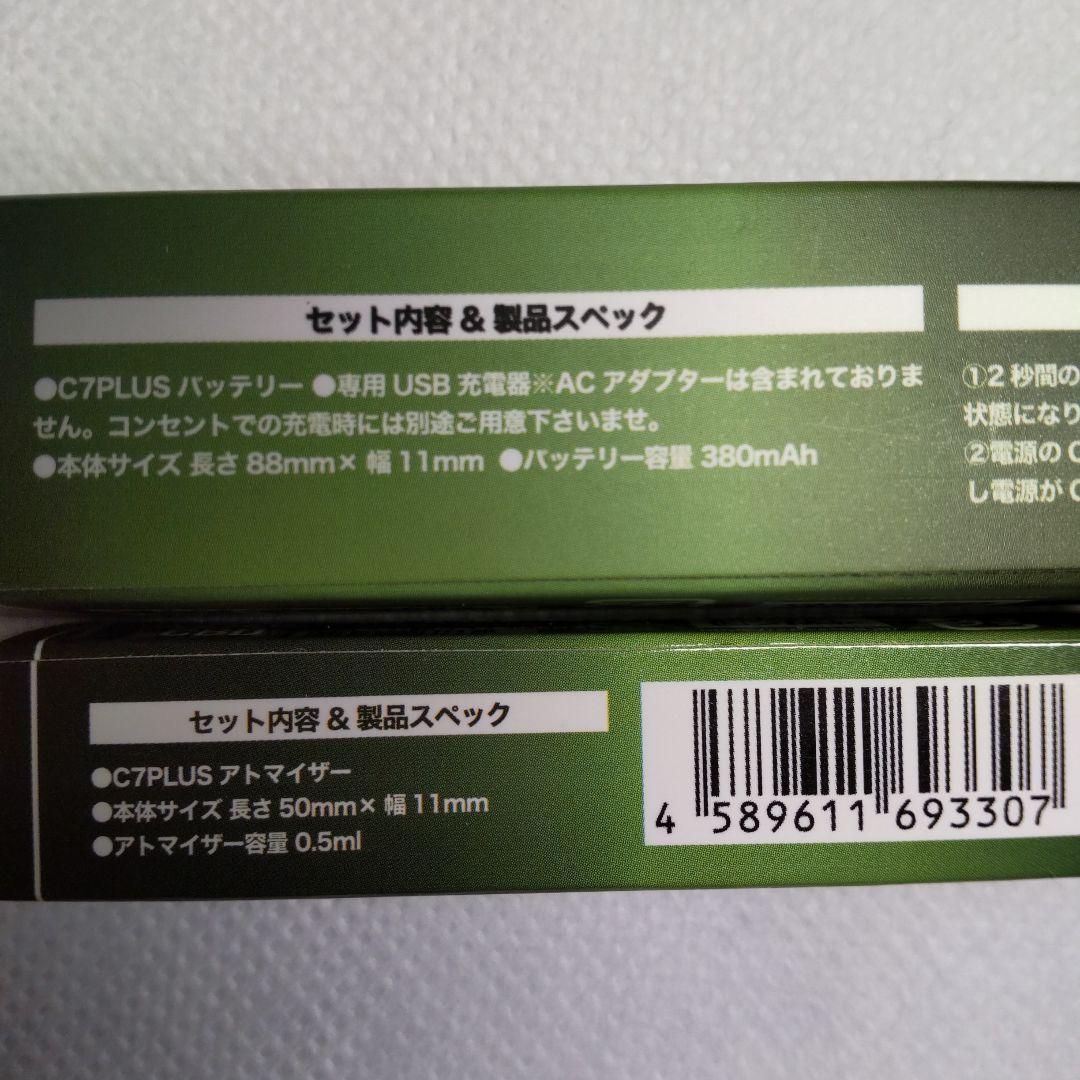 セット内容 & 製品スペック
●C7PLUS バッテリー ●専用 USB 充電器※AC アダプターは含まれておりま
せん。コンセントでの充電時には別途ご用意下さいませ。
●本体サイズ 長さ 88mm× 幅 11mm ●バッテリー容量 380mAh
①2 秒間の
状態になり
②電源の
し電源が
セット内容 & 製品スペック
●C7PLUS アトマイザー
●本体サイズ 長さ 50mm× 幅 11mm
●アトマイザー容量 0.5ml
4 589611 693307